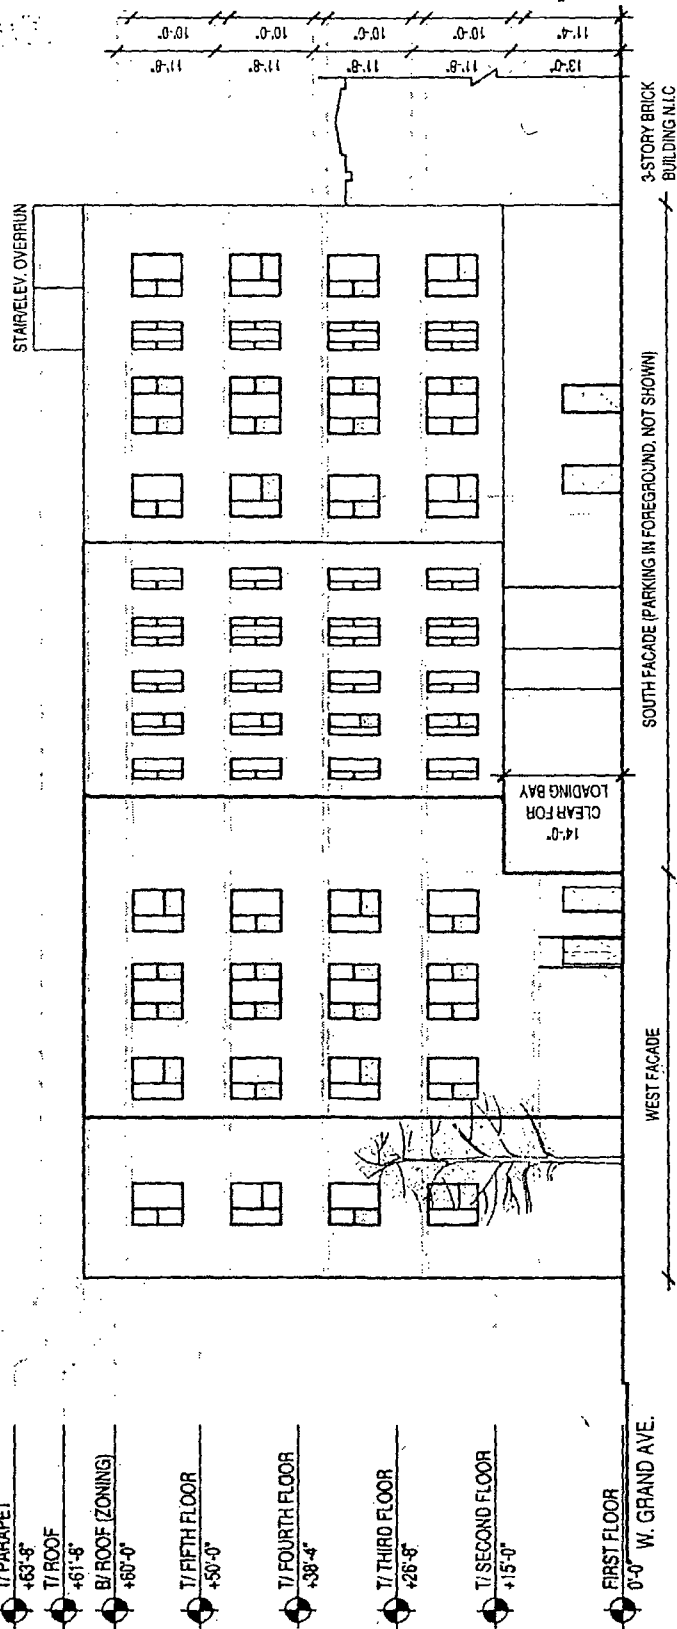 T/ PARAPET
+63'-8"
T/ ROOF
+61'-6"
B/ ROOF (ZONING)
+60'-0"
T/ FIFTH FLOOR
+50'-0"
T/ FOURTH FLOOR
+38'-4"
T/ THIRD FLOOR
+26'-8"
T/ SECOND FLOOR
+15'-0"
FIRST FLOOR
0'-0"
W. GRAND AVE.
WEST FACADE
SOUTH FACADE (PARKING IN FOREGROUND, NOT SHOWN)
3-STORY BRICK
BUILDING N.I.C
STAIR/ELEV. OVERRUN
14'-0"
CLEAR FOR
LOADING BAY
11'-8"
11'-8"
11'-8"
11'-8"
13'-0"
10'-0"
10'-0"
10'-0"
10'-0"
11'-4"